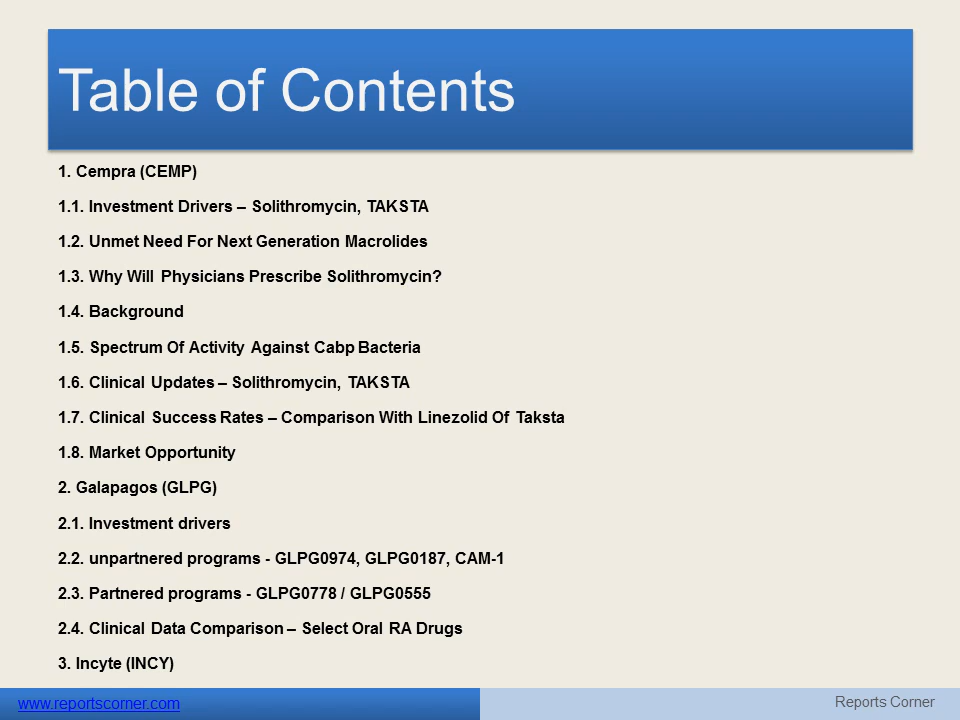 Table of Contents
1. Cempra (CEMP)
1.1. Investment Drivers – Solithromycin, TAKSTA
1.2. Unmet Need For Next Generation Macrolides
1.3. Why Will Physicians Prescribe Solithromycin?
1.4. Background
1.5. Spectrum Of Activity Against Cabp Bacteria
1.6. Clinical Updates – Solithromycin, TAKSTA
1.7. Clinical Success Rates – Comparison With Linezolid Of Taksta
1.8. Market Opportunity
2. Galapagos (GLPG)
2.1. Investment drivers
2.2. unpartnered programs - GLPG0974, GLPG0187, CAM-1
2.3. Partnered programs - GLPG0778 / GLPG0555
2.4. Clinical Data Comparison – Select Oral RA Drugs
3. Incyte (INCY)
www.reportscorner.com
Reports Corner